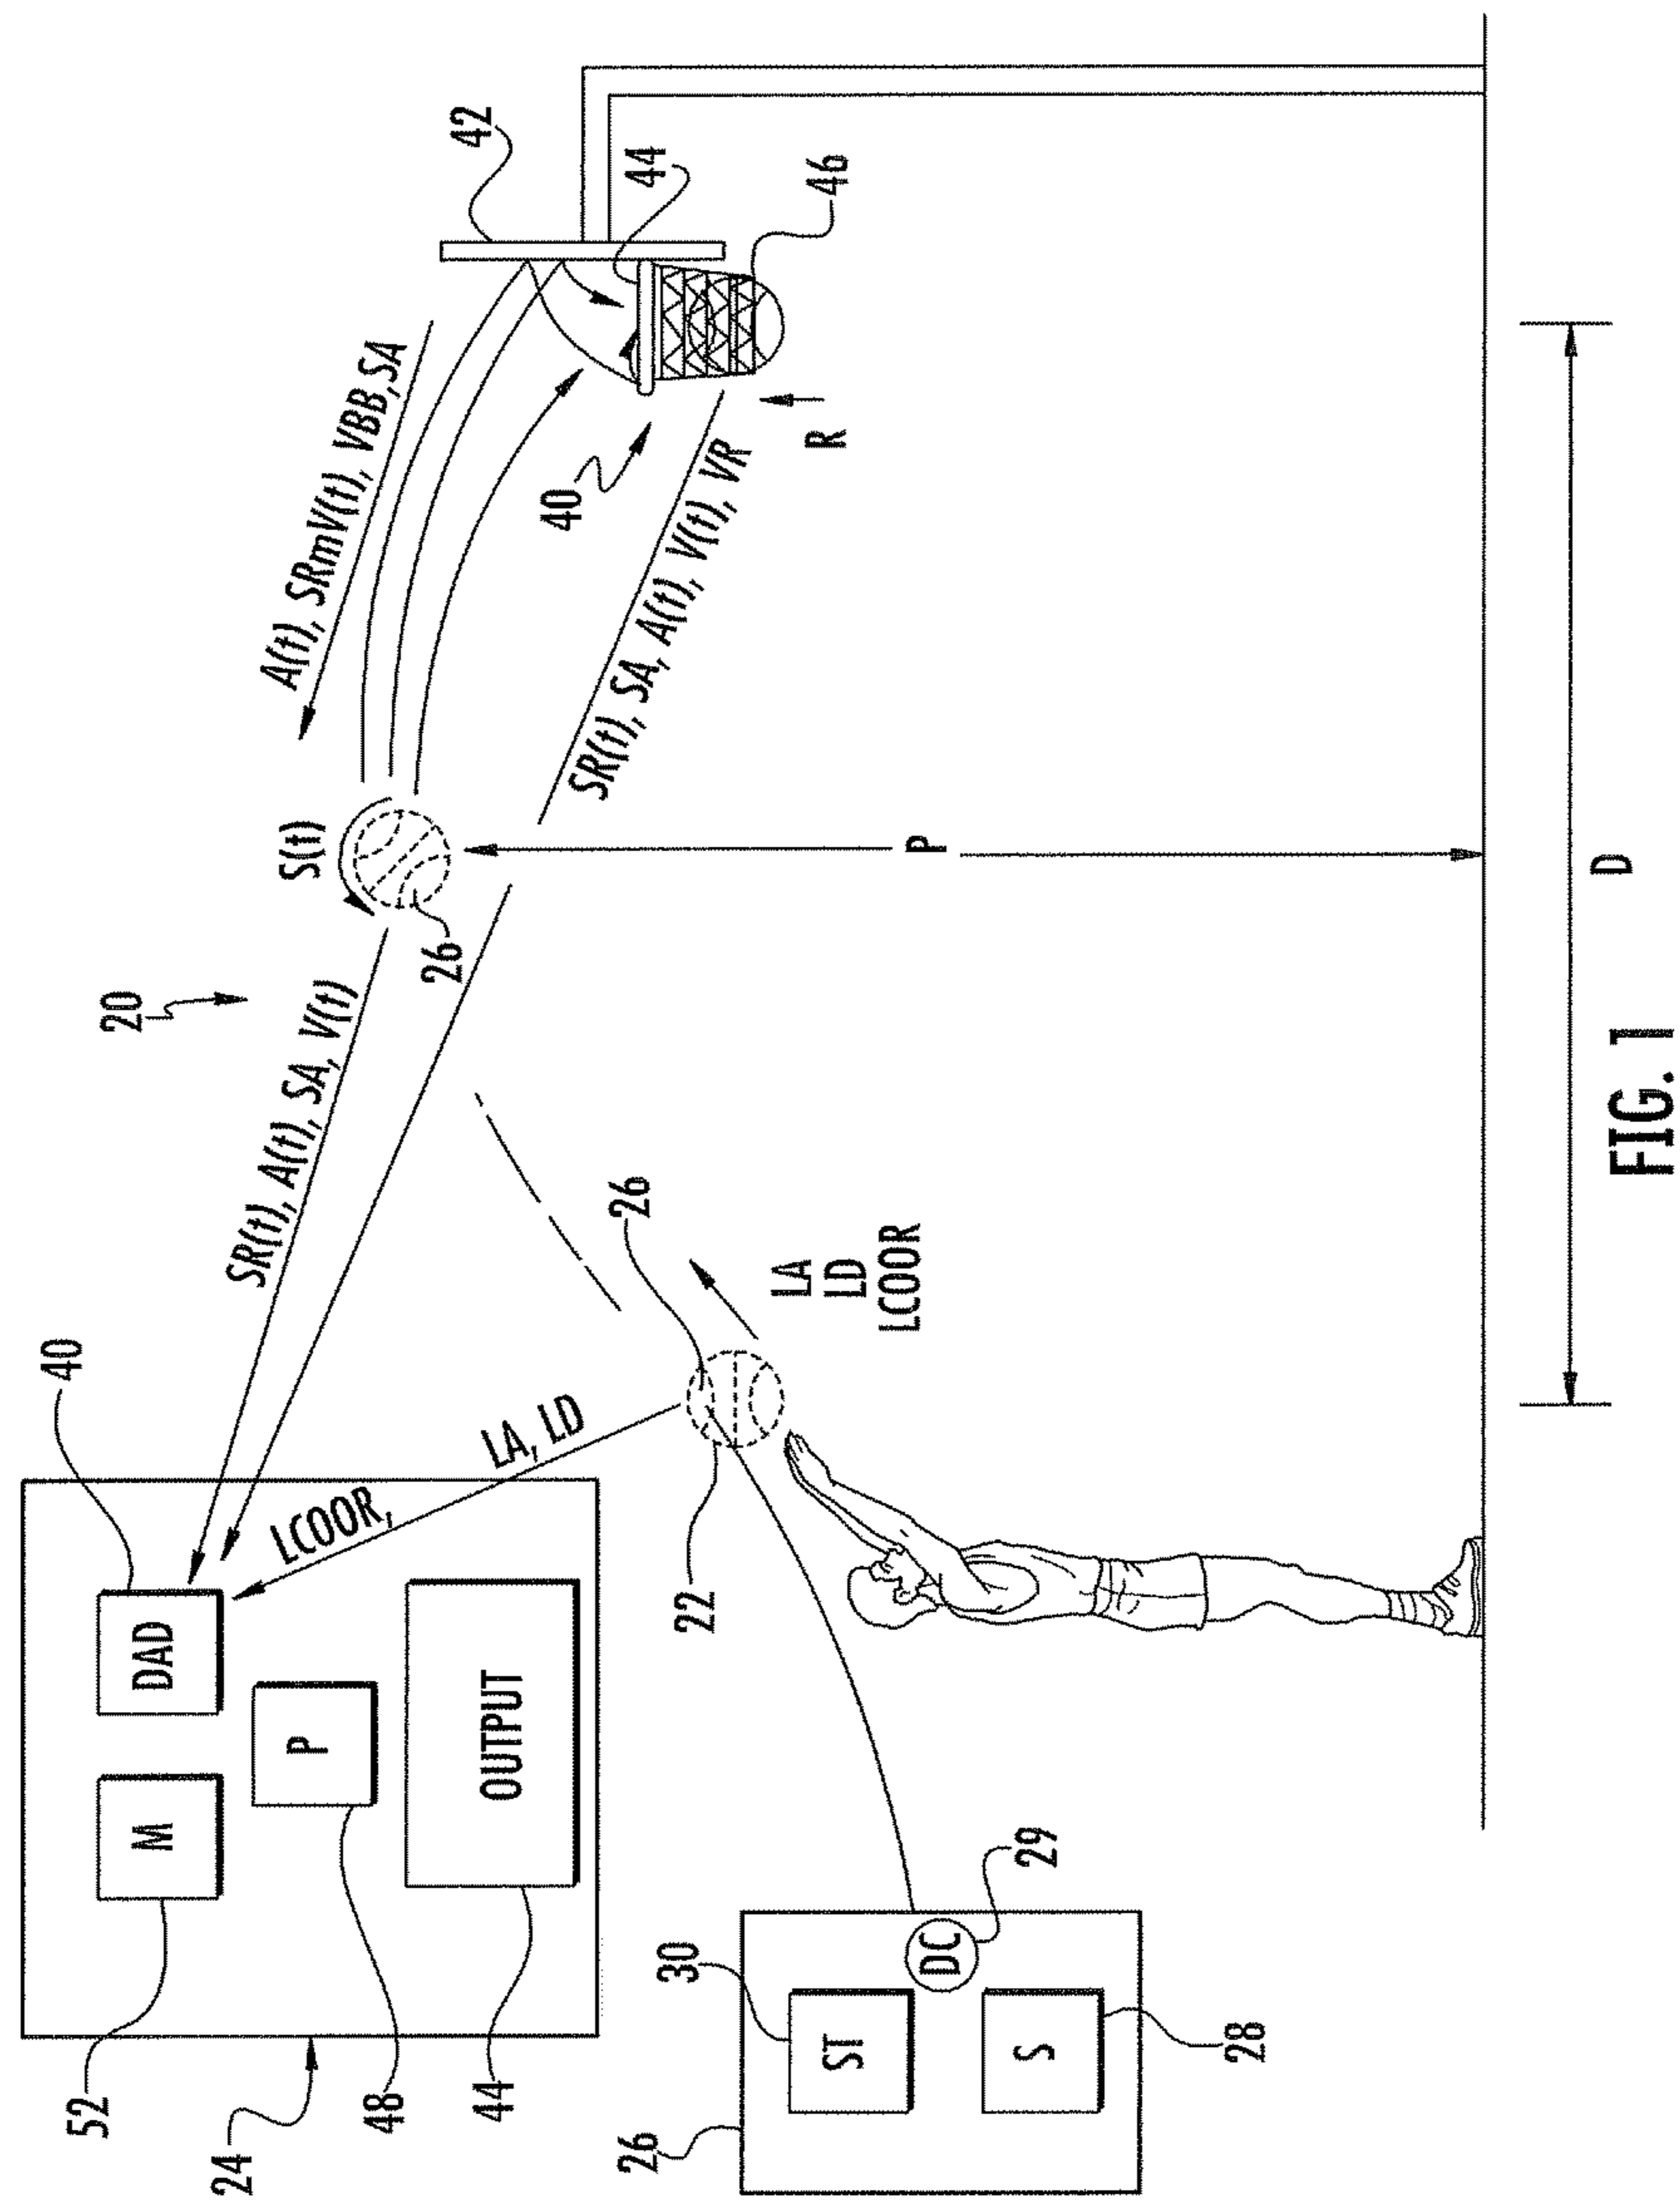 24
52
M
DAD
40
P
48
OUTPUT
44
LCOOR,
LA, LD
20
SR(t), A(t), SA, V(t)
S(t)
26
A(t), SRmV(t), VBB,SA
42
44
46
40
R
SR(t), SA, A(t), V(t), VR
P
26
22
LA
LD
LCOOR
26
30
ST
DC
29
S
28
D
FIG. 1